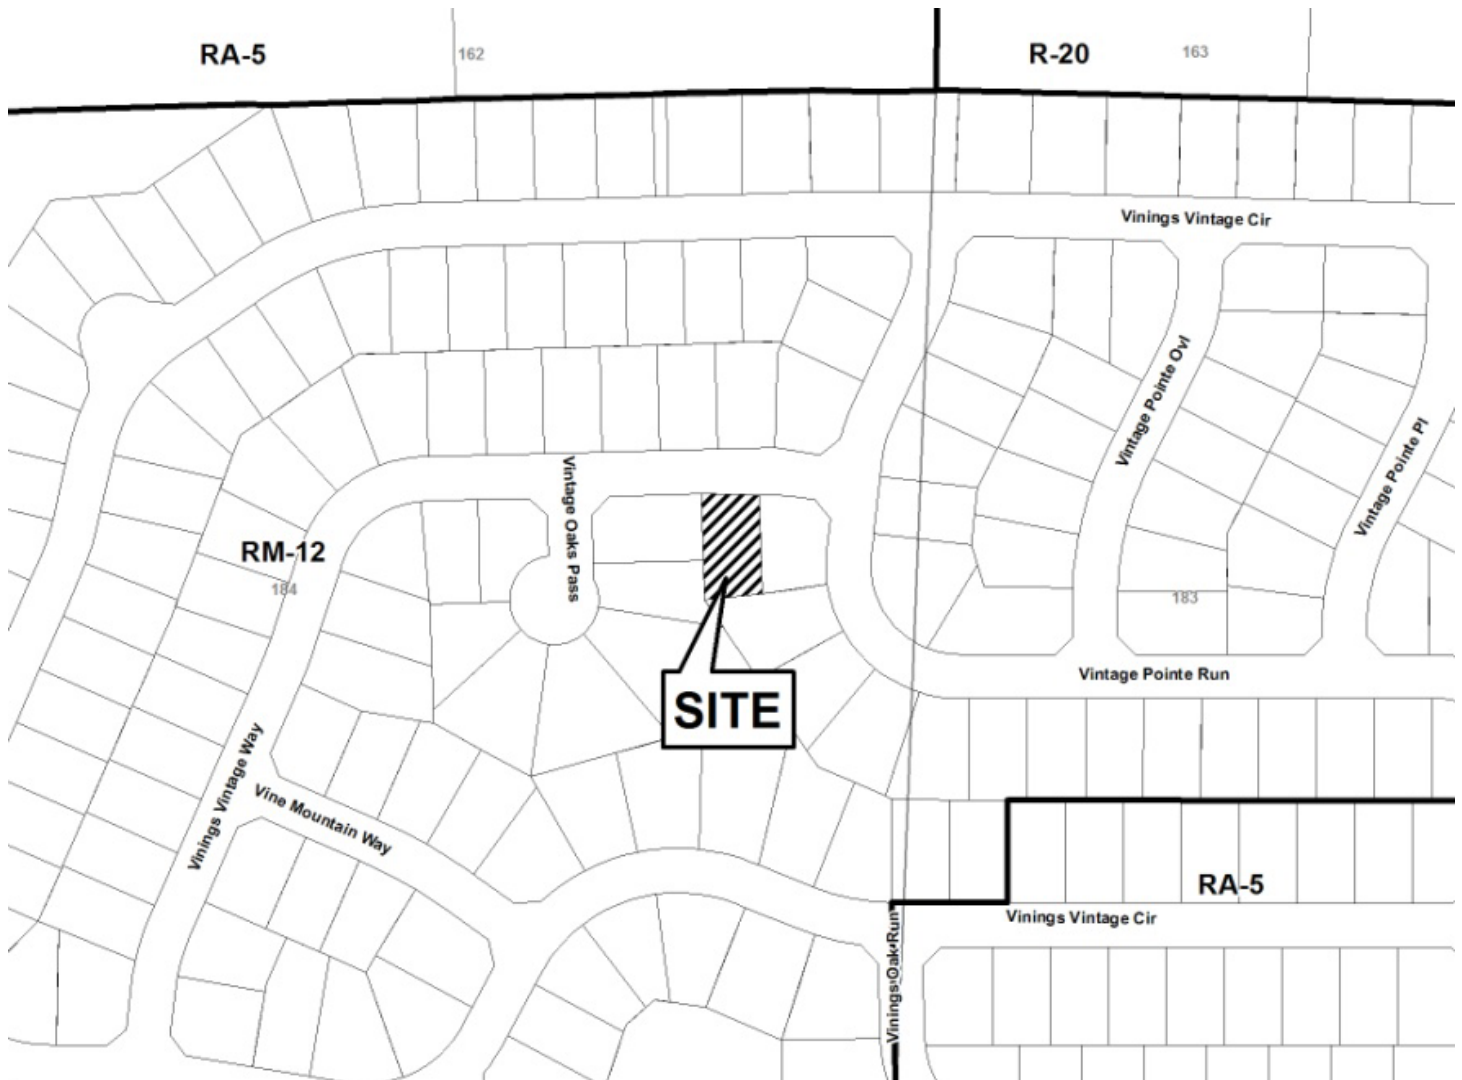 RA-5
162
R-20
163
Vinings Vintage Cir
Vintage Pointe Ovl
Vintage Pointe Pl
Vintage Oaks Pass
RM-12
184
183
Vintage Pointe Run
SITE
Vinings Vintage Way
Vine Mountain Way
RA-5
Vinings Vintage Cir
Vinings Oak Run